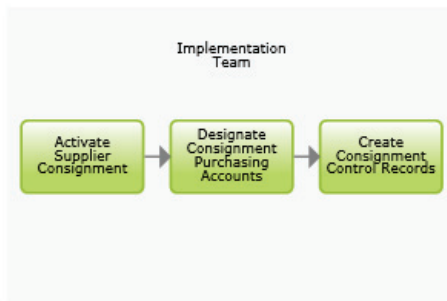 Implementation
Team
Activate
Supplier
Consignment
Designate
Consignment
Purchasing
Accounts
Create
Consignment
Control Records